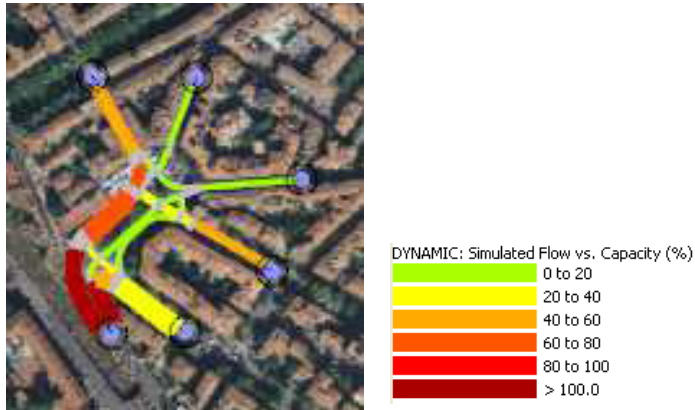 DYNAMIC: Simulated Flow vs. Capacity (%)
0 to 20
20 to 40
40 to 60
60 to 80
80 to 100
> 100.0